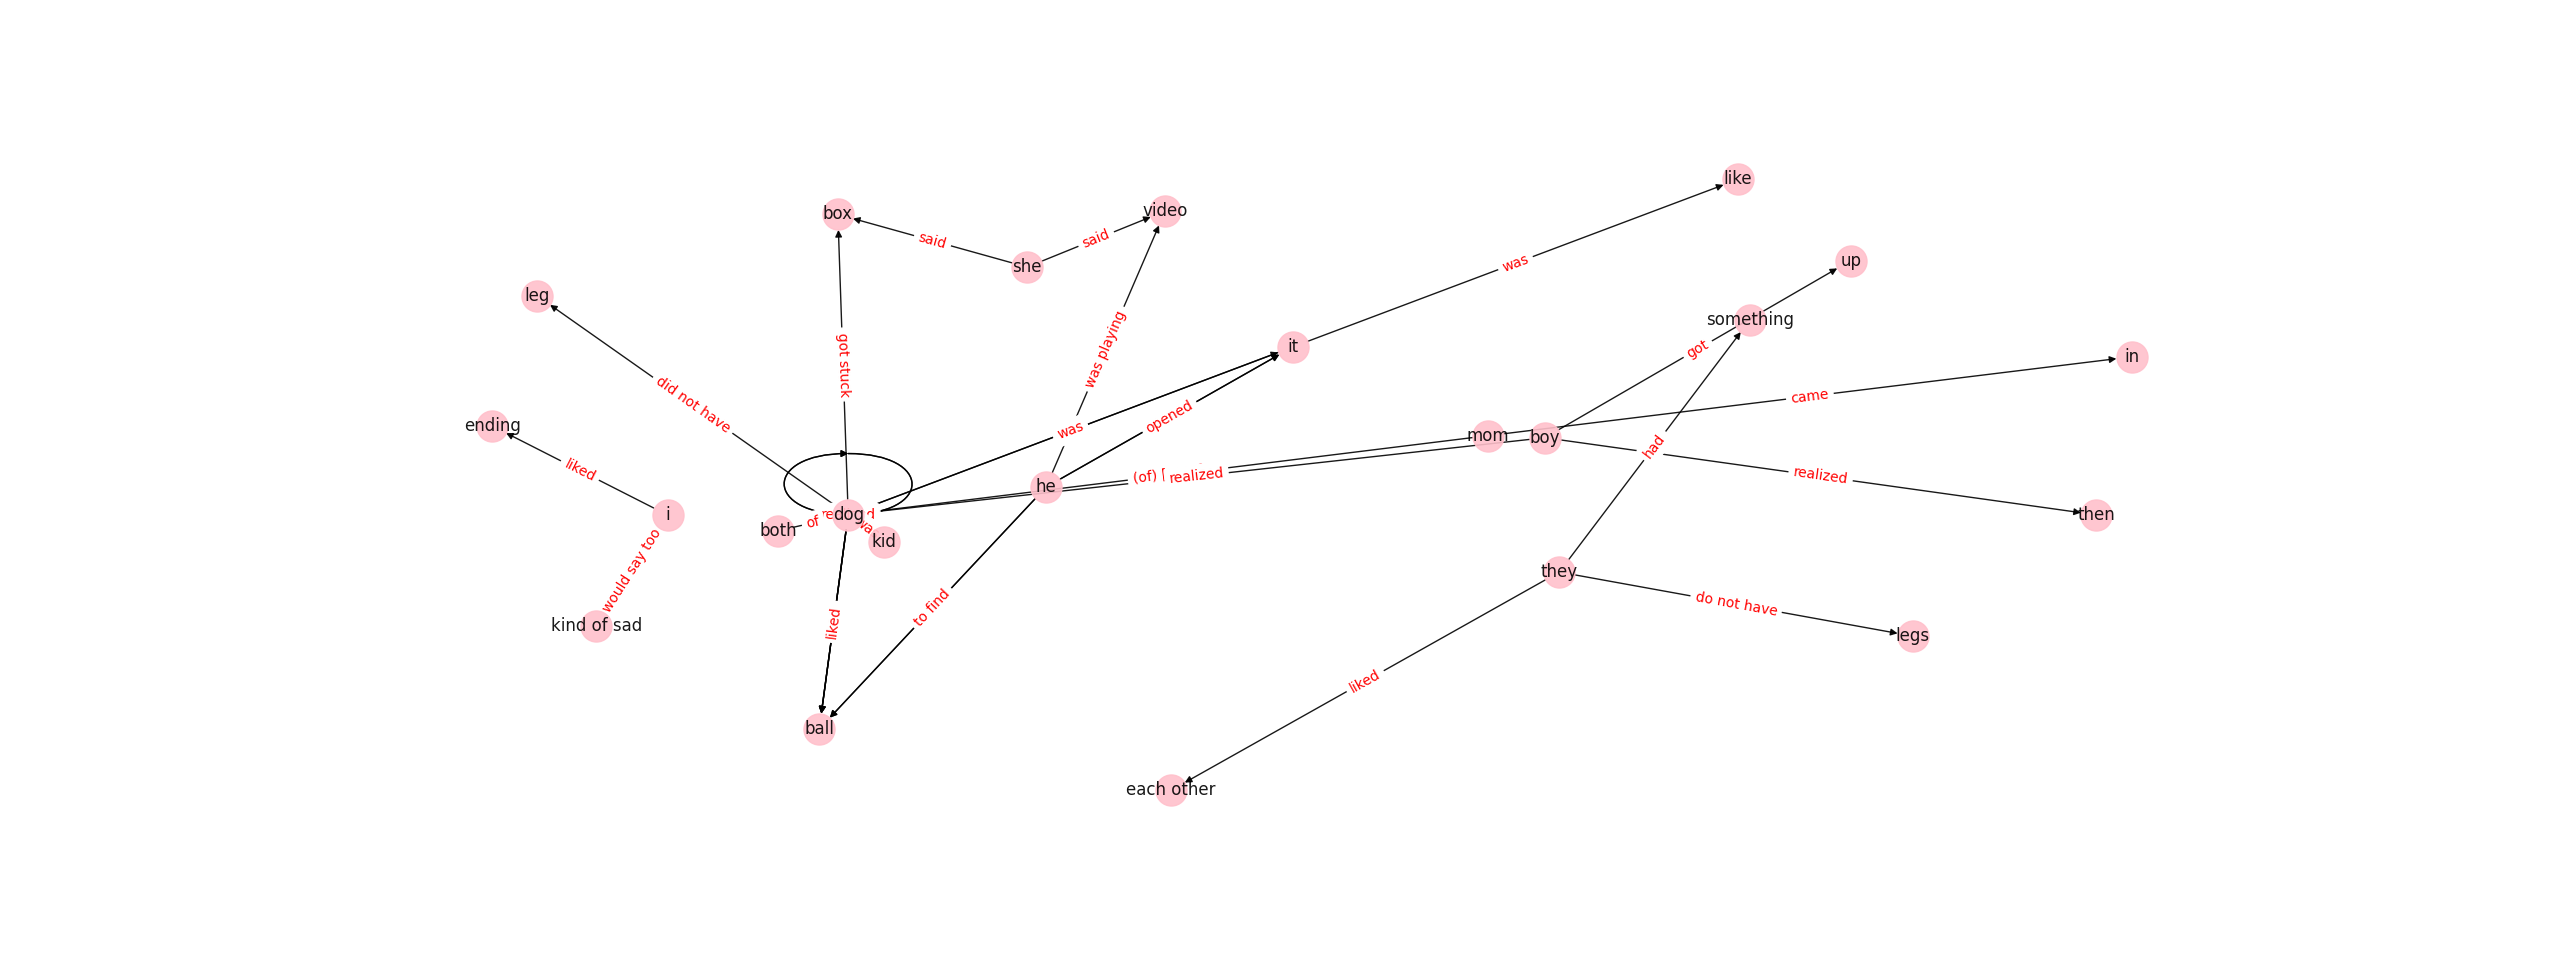 like
box
video
said
said
up
she
was
leg
something
it
got
in
got stuck
was playing
did not have
came
opened
ending
was
mom
boy
had
liked
(of)
realized
realized
he
i
dog
then
both
of
kid
would say too
they
do not have
to find
liked
kind of sad
legs
liked
ball
each other